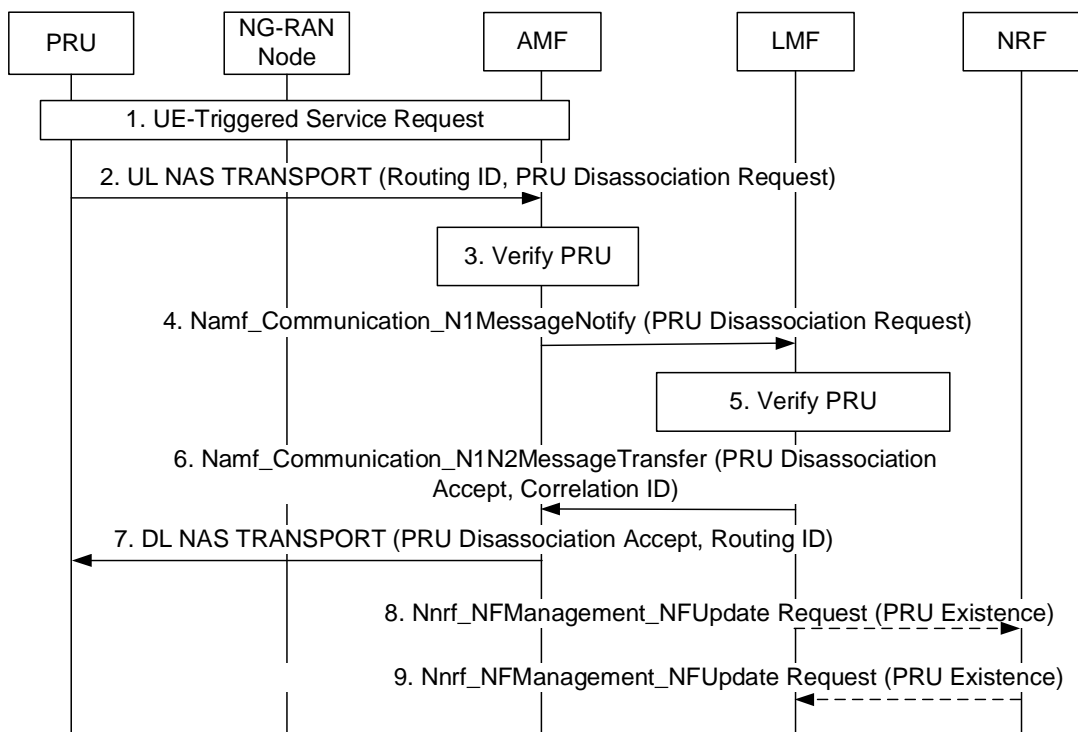 PRU
NG-RAN
Node
AMF
LMF
NRF
1. UE-Triggered Service Request
2. UL NAS TRANSPORT (Routing ID, PRU Disassociation Request)
3. Verify PRU
4. Namf_Communication_N1MessageNotify (PRU Disassociation Request)
5. Verify PRU
6. Namf_Communication_N1N2MessageTransfer (PRU Disassociation
Accept, Correlation ID)
7. DL NAS TRANSPORT (PRU Disassociation Accept, Routing ID)
8. Nnrf_NFManagement_NFUpdate Request (PRU Existence)
9. Nnrf_NFManagement_NFUpdate Request (PRU Existence)